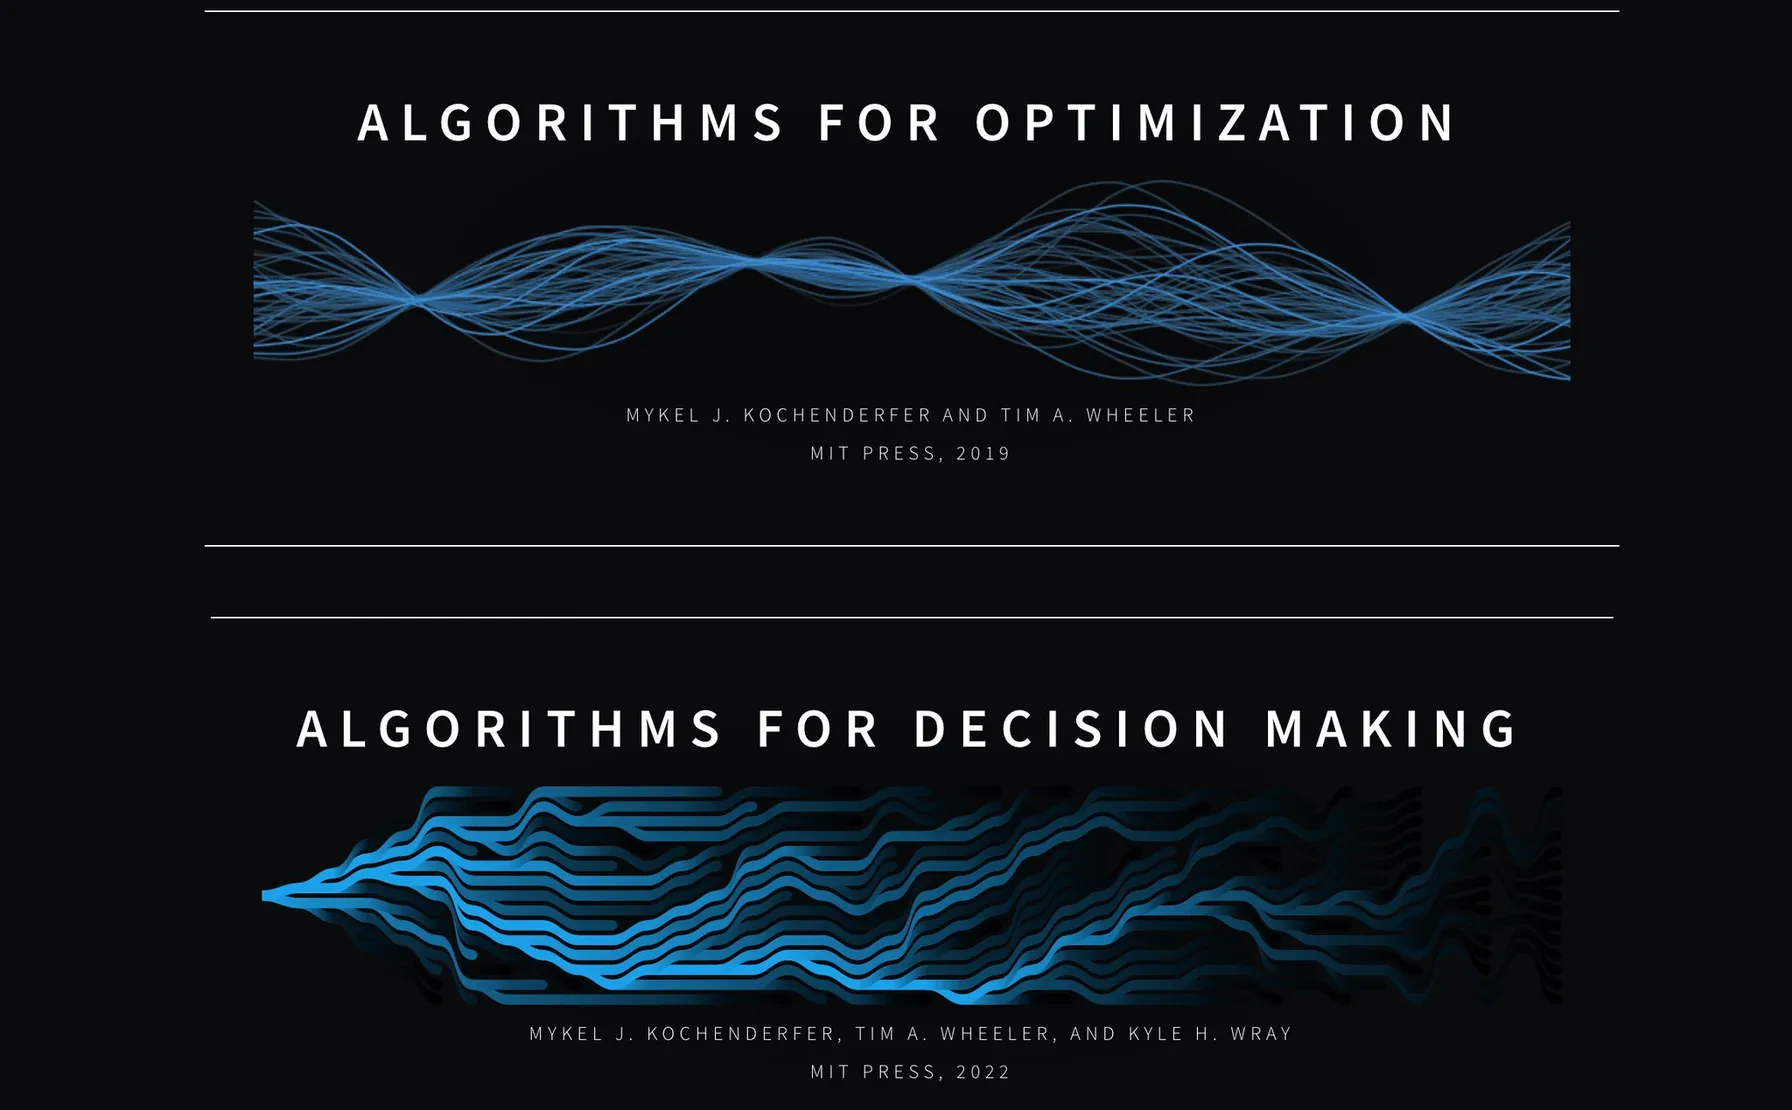 ALGORITHMS FOR OPTIMIZATION
MYKEL J. KOCHENDERFER AND TIM A. WHEELER
MIT PRESS, 2019
ALGORITHMS FOR DECISION MAKING
MYKEL J. KOCHENDERFER, TIM A. WHEELER, AND KYLE H. WRAY
MIT PRESS, 2022